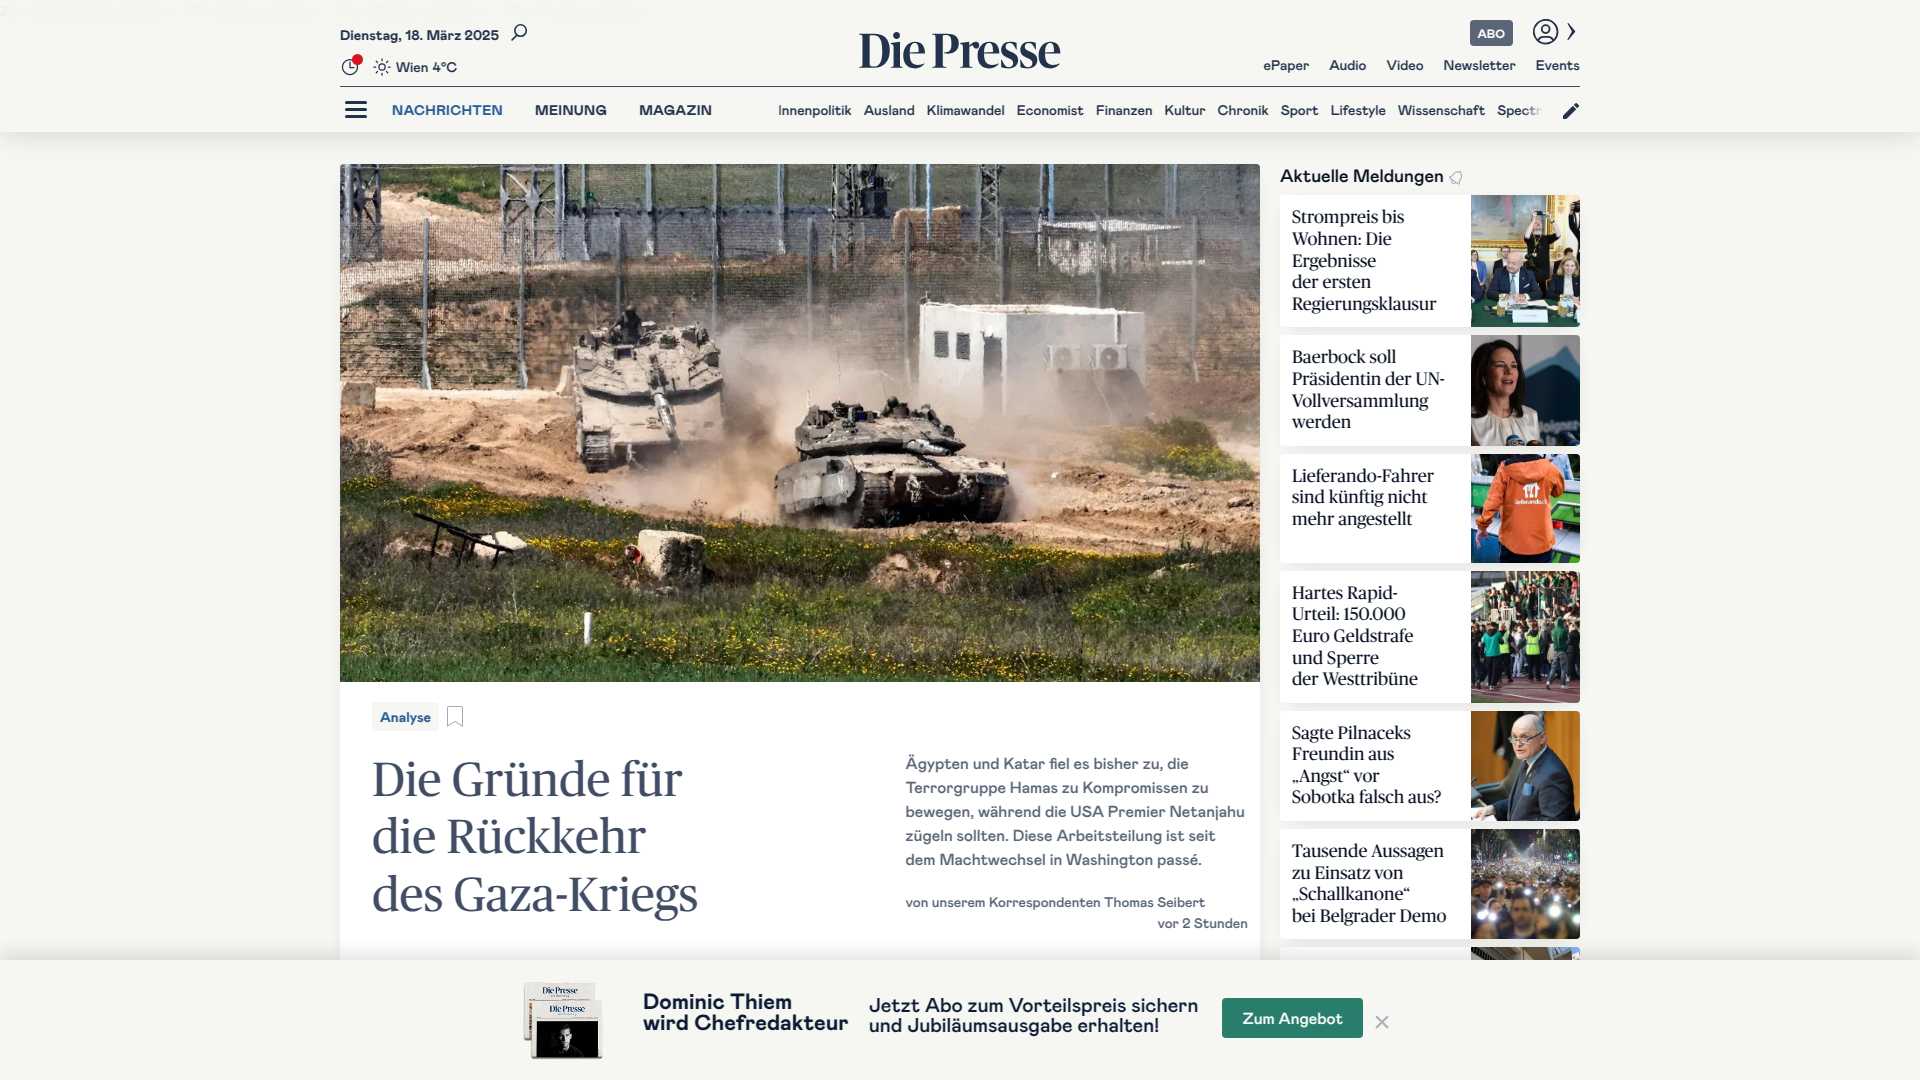 Dienstag, 18. März 2025
Wien 4°C
Die Presse
ABO
ePaper Audio Video Newsletter Events
NACHRICHTEN MEINUNG MAGAZIN
Innenpolitik Ausland Klimawandel Economist Finanzen Kultur Chronik Sport Lifestyle Wissenschaft Spectr
Analyse
Die Gründe für
die Rückkehr
des Gaza-Kriegs
Ägypten und Katar fiel es bisher zu, die
Terrorgruppe Hamas zu Kompromissen zu
bewegen, während die USA Premier Netanjahu
zügeln sollten. Diese Arbeitsteilung ist seit
dem Machtwechsel in Washington passé.
von unserem Korrespondenten Thomas Seibert
vor 2 Stunden
Aktuelle Meldungen
Strompreis bis
Wohnen: Die
Ergebnisse
der ersten
Regierungsklausur
Baerbock soll
Präsidentin der UN-
Vollversammlung
werden
Lieferando-Fahrer
sind künftig nicht
mehr angestellt
Hartes Rapid-
Urteil: 150.000
Euro Geldstrafe
und Sperre
der Westtribüne
Sagte Pilnaceks
Freundin aus
„Angst“ vor
Sobotka falsch aus?
Tausende Aussagen
zu Einsatz von
„Schallkanone“
bei Belgrader Demo
Die Presse
Die Presse
Dominic Thiem
wird Chefredakteur
Jetzt Abo zum Vorteilspreis sichern
und Jubiläumsausgabe erhalten!
Zum Angebot